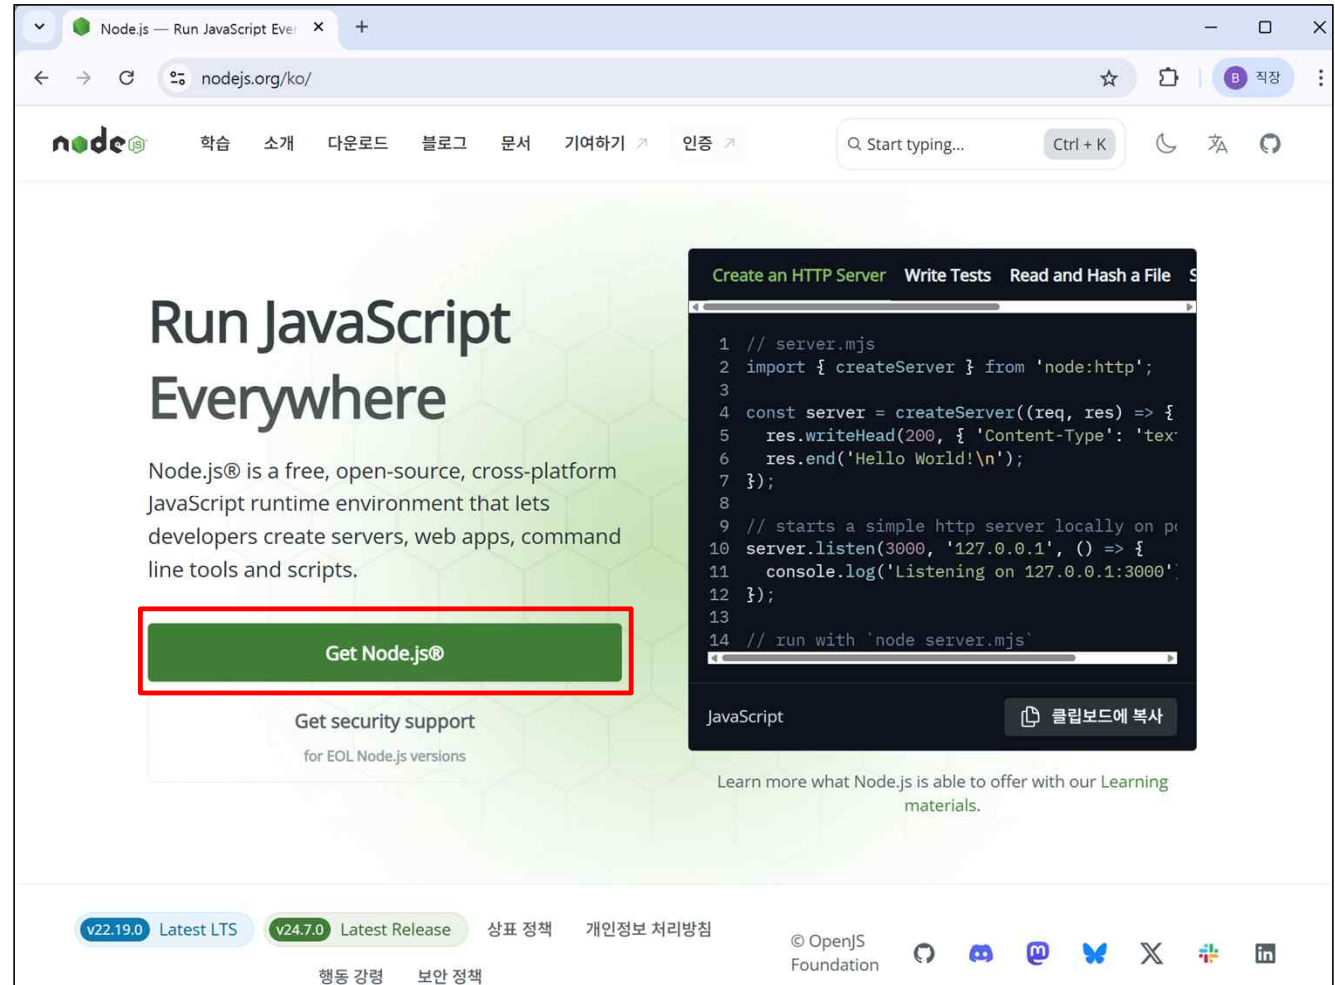 Node.js — Run JavaScript Ever
nodejs.org/ko/
B 직장
node JS
학습 소개 다운로드 블로그 문서 기여하기 인증
Start typing... Ctrl + K
Run JavaScript
Everywhere
Node.js® is a free, open-source, cross-platform
JavaScript runtime environment that lets
developers create servers, web apps, command
line tools and scripts.
Get Node.js®
Get security support
for EOL Node.js versions
Create an HTTP Server Write Tests Read and Hash a File S
1 // server.mjs
2 import { createServer } from 'node:http';
3
4 const server = createServer((req, res) => {
5 res.writeHead(200, { 'Content-Type': 'tex
6 res.end('Hello World!\n');
7 });
8
9 // starts a simple http server locally on po
10 server.listen(3000, '127.0.0.1', () => {
11 console.log('Listening on 127.0.0.1:3000')
12 });
13
14 // run with `node server.mjs`
JavaScript
클립보드에 복사
Learn more what Node.js is able to offer with our Learning
materials.
v22.19.0 Latest LTS v24.7.0 Latest Release 상표 정책 개인정보 처리방침
행동 강령 보안 정책
© OpenJS
Foundation